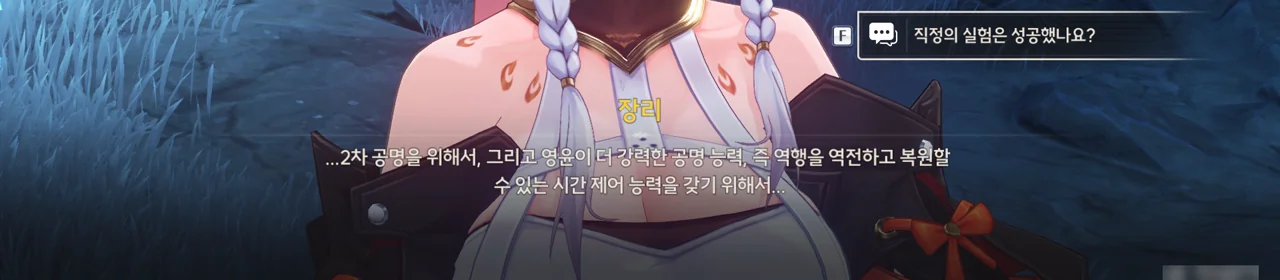 F
직정의 실험은 성공했나요?
장리
...2차 공명을 위해서, 그리고 영윤이 더 강력한 공명 능력, 즉 역행을 역전하고 복원할
수 있는 시간 제어 능력을 갖기 위해서...